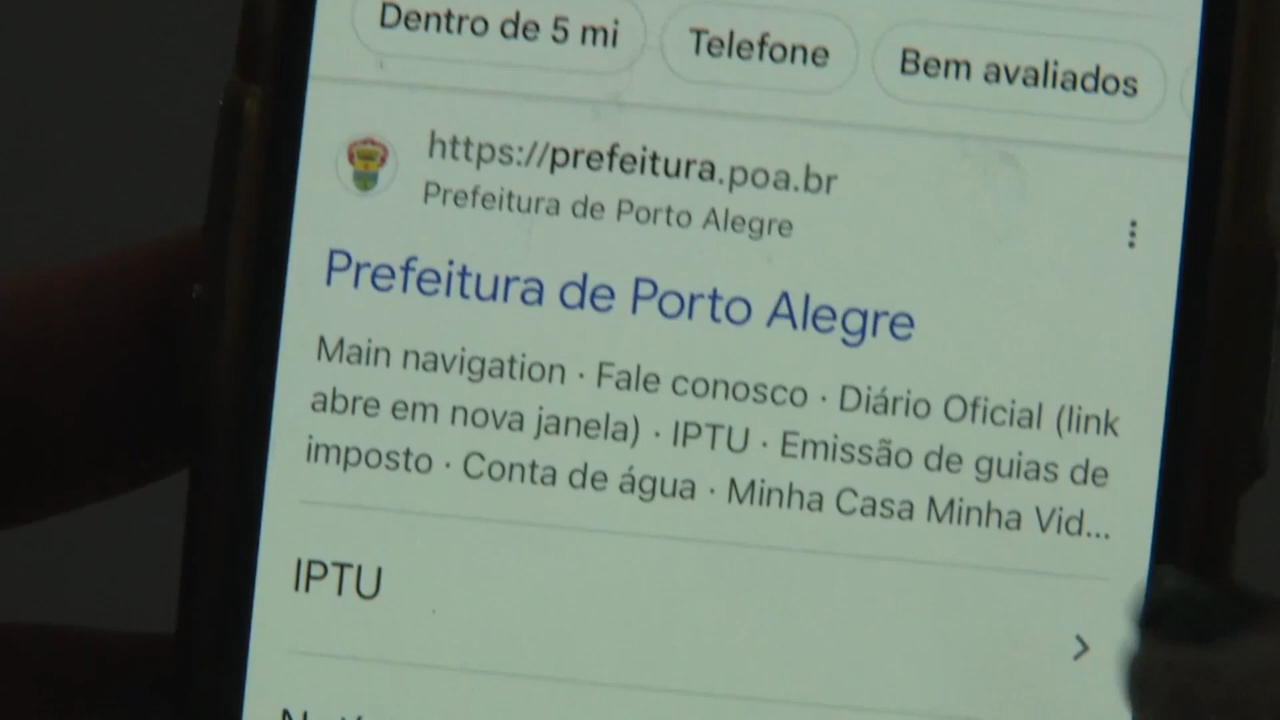 Dentro de 5 mi
Telefone
Bem avaliados
https://prefeitura.poa.br
Prefeitura de Porto Alegre
Prefeitura de Porto Alegre
Main navigation · Fale conosco · Diário Oficial (link
abre em nova janela) · IPTU · Emissão de guias de
imposto · Conta de água · Minha Casa Minha Vid...
IPTU